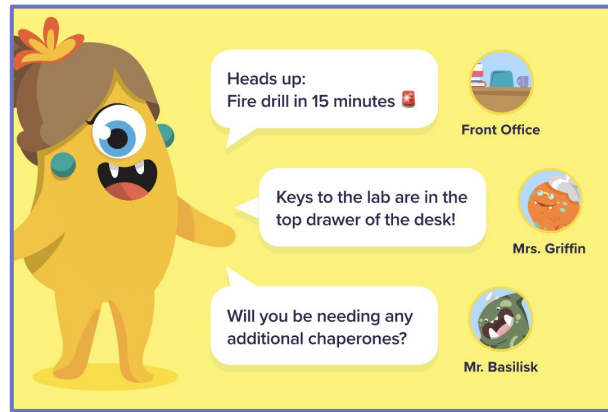 Heads up:
Fire drill in 15 minutes 🚨
Front Office
Keys to the lab are in the
top drawer of the desk!
Mrs. Griffin
Will you be needing any
additional chaperones?
Mr. Basilisk